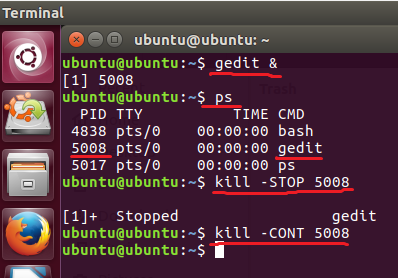 Terminal
ubuntu@ubuntu: ~
ubuntu@ubuntu:~$ gedit &
[1] 5008
ubuntu@ubuntu:~$ ps
  PID TTY          TIME CMD
 4838 pts/0    00:00:00 bash
 5008 pts/0    00:00:00 gedit
 5017 pts/0    00:00:00 ps
ubuntu@ubuntu:~$ kill -STOP 5008
[1]+  Stopped                 gedit
ubuntu@ubuntu:~$ kill -CONT 5008
ubuntu@ubuntu:~$